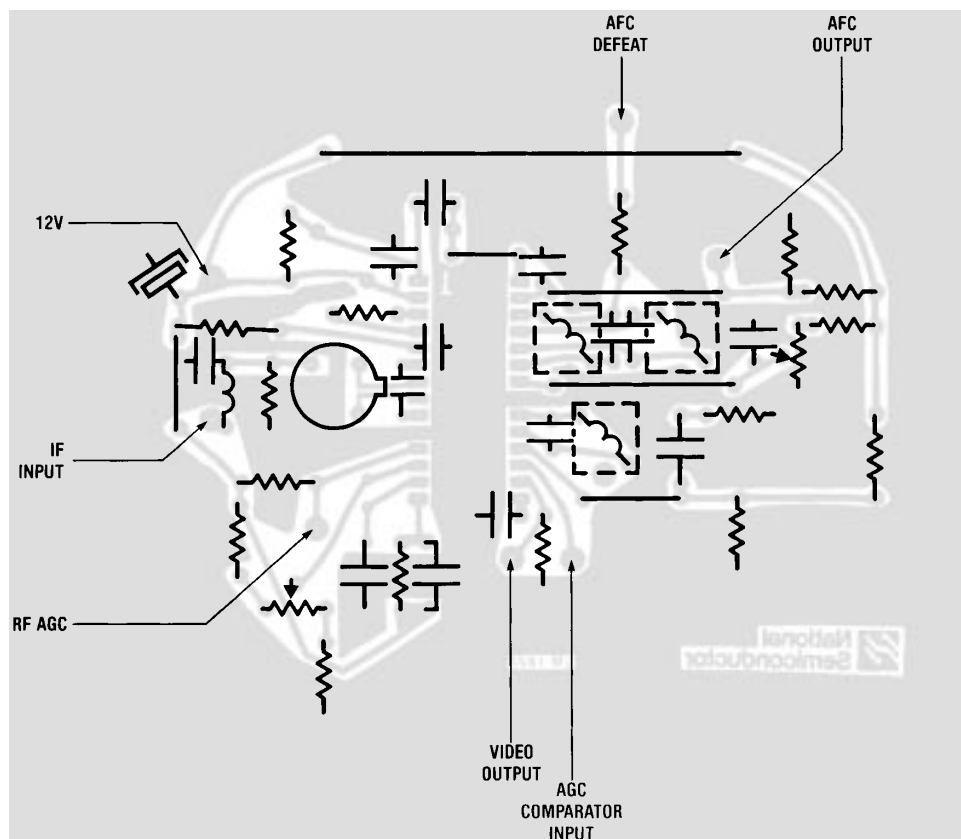 AFC
DEFEAT
AFC
OUTPUT
12V
IF
INPUT
RF AGC
National
Semiconductor
VIDEO
OUTPUT
AGC
COMPARATOR
INPUT